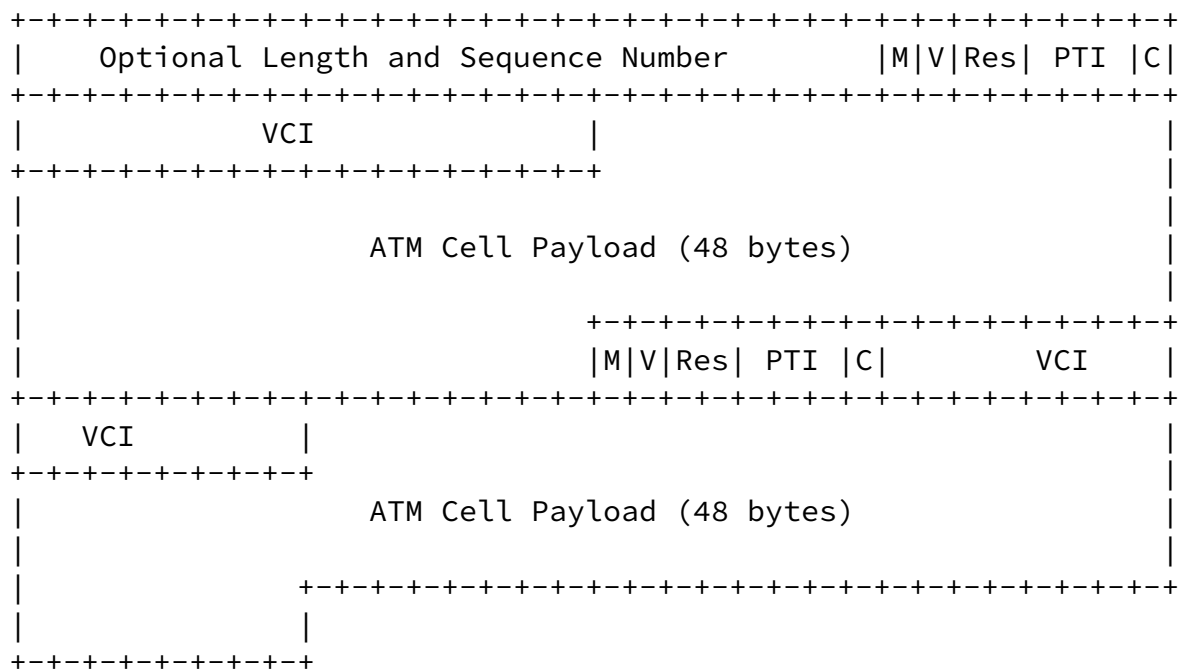 +-+-+-+-+-+-+-+-+-+-+-+-+-+-+-+-+-+-+-+-+-+-+-+-+-+-+-+-+-+-+-+-+
|    Optional Length and Sequence Number        |M|V|Res| PTI |C|
+-+-+-+-+-+-+-+-+-+-+-+-+-+-+-+-+-+-+-+-+-+-+-+-+-+-+-+-+-+-+-+-+
|             VCI               |                               |
+-+-+-+-+-+-+-+-+-+-+-+-+-+-+-+-+                               |
|                                                               |
|                   ATM Cell Payload (48 bytes)                 |
|                                                               |
|                               +-+-+-+-+-+-+-+-+-+-+-+-+-+-+-+-+
|                               |M|V|Res| PTI |C|        VCI    |
+-+-+-+-+-+-+-+-+-+-+-+-+-+-+-+-+-+-+-+-+-+-+-+-+-+-+-+-+-+-+-+-+
|   VCI         |                                               |
+-+-+-+-+-+-+-+-+                                               |
|                   ATM Cell Payload (48 bytes)                 |
|                                                               |
|               +-+-+-+-+-+-+-+-+-+-+-+-+-+-+-+-+-+-+-+-+-+-+-+-+
|               |
+-+-+-+-+-+-+-+-+